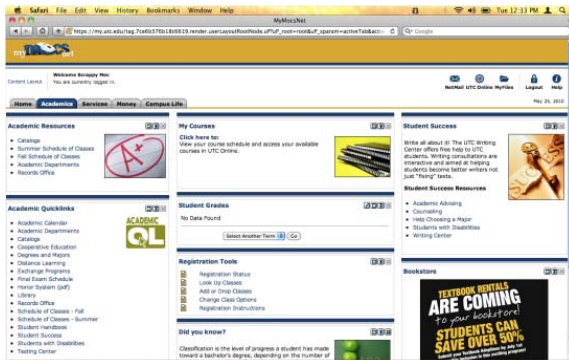 Safari File Edit View History Bookmarks Window Help
Tue 12:33 PM
MyMocsNet
Google
my MOCS net
Content Layout
Welcome Scrappy Moc
You are currently logged in.
NetMail UTC Online MyFiles Logout Help
Home Academics Services Money Campus Life
May 25, 2010
Academic Resources
Catalogs
Summer Schedule of Classes
Fall Schedule of Classes
Academic Departments
Records Office
A+
Academic Quicklinks
ACADEMIC
QL
Academic Calendar
Academic Departments
Catalogs
Cooperative Education
Degrees and Majors
Distance Learning
Exchange Programs
Final Exam Schedule
Honor System (pdf)
Library
Records Office
Schedule of Classes - Fall
Schedule of Classes - Summer
Student Handbook
Student Success
Students with Disabilities
Testing Center
My Courses
Click here to:
View your course schedule and access your available
courses in UTC Online.
Student Grades
No Data Found
Select Another Term Go
Registration Tools
Registration Status
Look Up Classes
Add or Drop Classes
Change Class Options
Registration Instructions
Did you know?
Classification is the level of progress a student has made
toward a bachelor's degree, depending on the number of
Student Success
Write all about it! The UTC Writing
Center offers free help to UTC
students. Writing consultations are
interactive and aimed at helping
students become better writers not
just "fixing" tests.
SUCCESS
Student Success Resources
Academic Advising
Counseling
Help Choosing a Major
Students with Disabilities
Writing Center
Bookstore
TEXTBOOK RENTALS
ARE COMING
to your bookstore!
STUDENTS CAN
SAVE OVER 50%